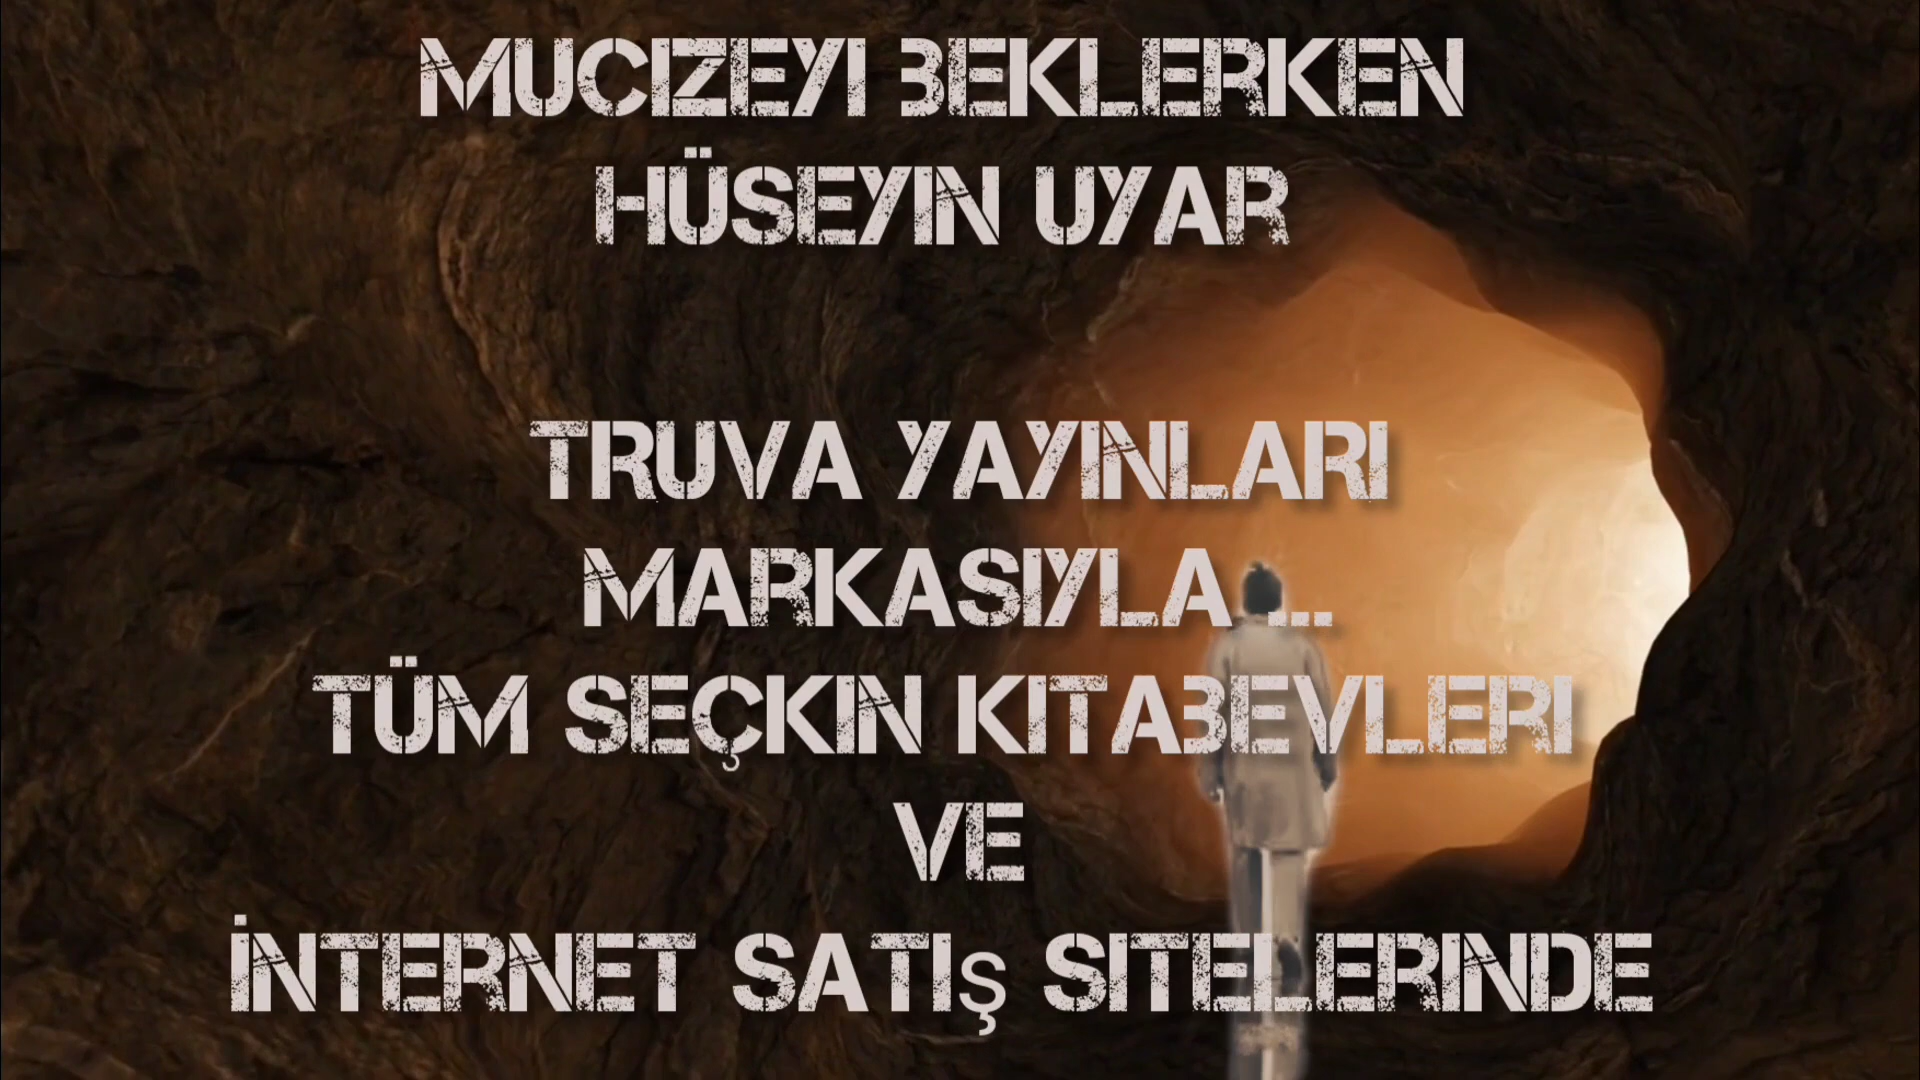 MUCIZEYI BEKLERKEN
HÜSEYIN UYAR
TRUVA YAYINLARI
MARKASIYLA ...
TÜM SEÇKIN KITABEVLERI
VE
İNTERNET SATIŞ SITELERINDE